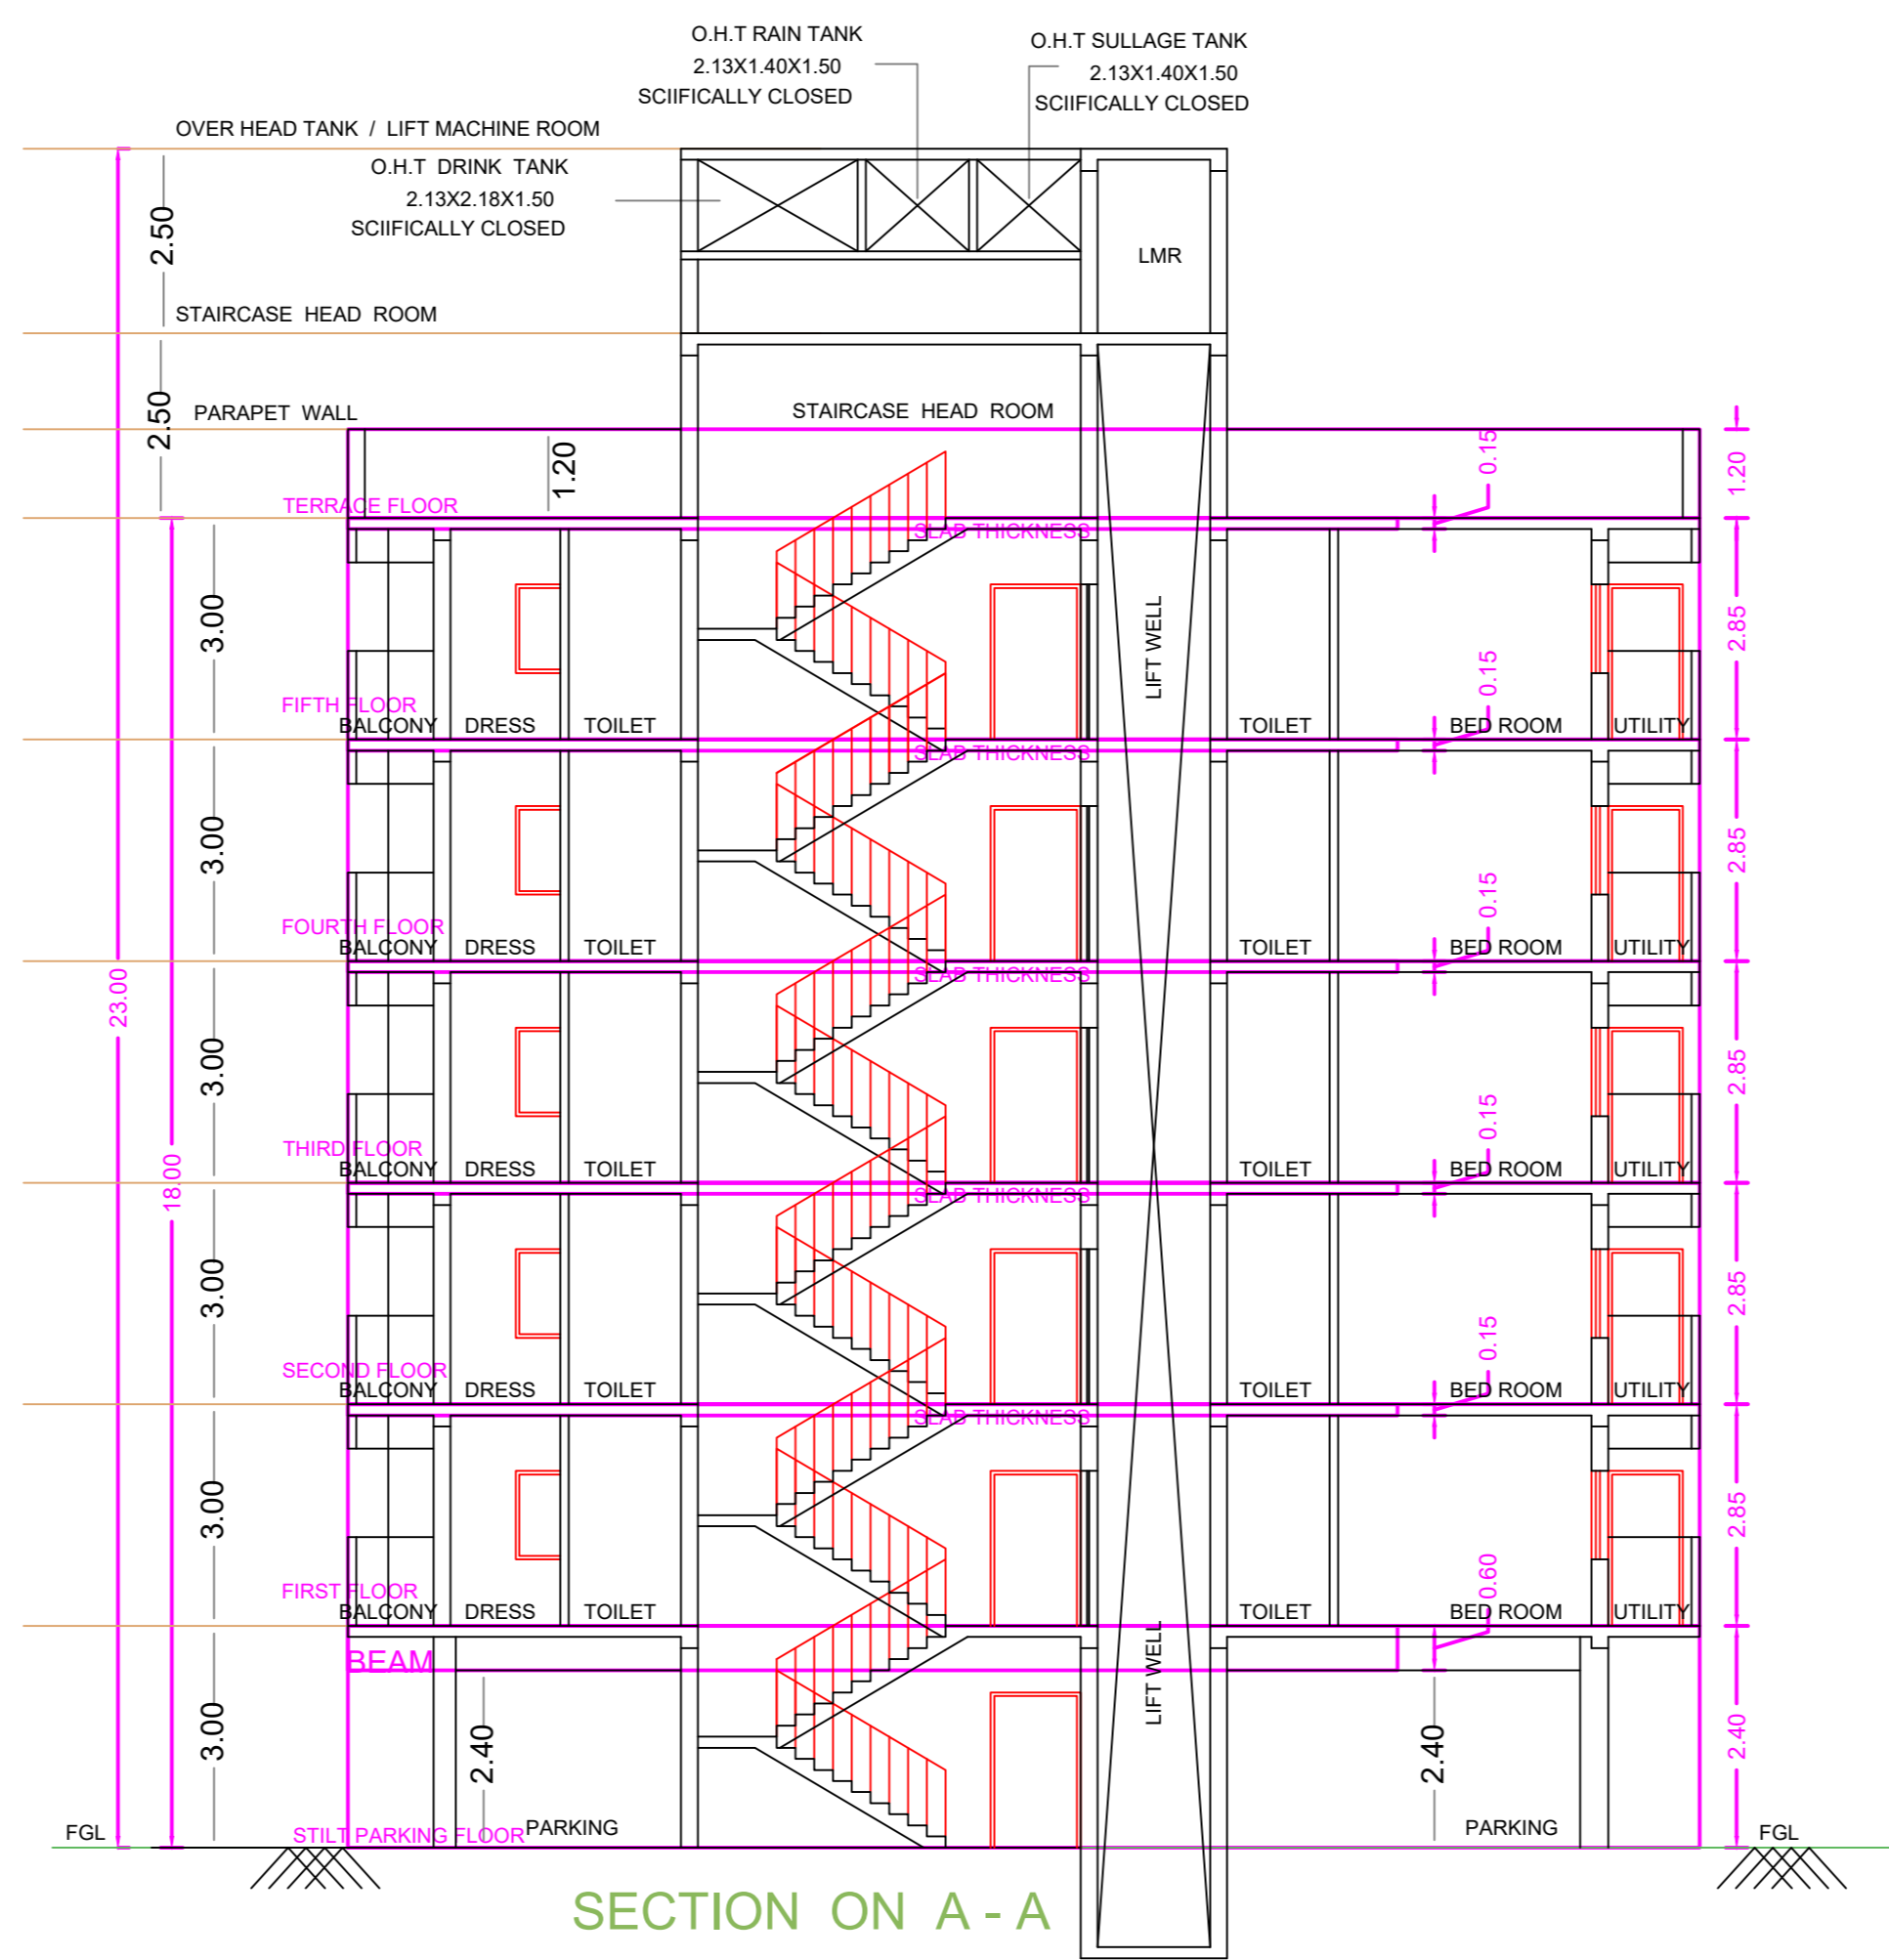 O.H.T RAIN TANK
2.13X1.40X1.50
SCIIFICALLY CLOSED
O.H.T SULLAGE TANK
2.13X1.40X1.50
SCIIFICALLY CLOSED
OVER HEAD TANK / LIFT MACHINE ROOM
O.H.T DRINK TANK
2.13X2.18X1.50
SCIIFICALLY CLOSED
2.50
LMR
STAIRCASE HEAD ROOM
2.50
PARAPET WALL
STAIRCASE HEAD ROOM
1.20
0.15
1.20
TERRACE FLOOR
SLAB THICKNESS
3.00
LIFT WELL
2.85
0.15
FIFTH FLOOR
BALCONY DRESS TOILET
TOILET BED ROOM UTILITY
SLAB THICKNESS
3.00
2.85
0.15
FOURTH FLOOR
BALCONY DRESS TOILET
TOILET BED ROOM UTILITY
SLAB THICKNESS
23.00
3.00
2.85
0.15
THIRD FLOOR
BALCONY DRESS TOILET
TOILET BED ROOM UTILITY
18.00
SLAB THICKNESS
3.00
2.85
0.15
SECOND FLOOR
BALCONY DRESS TOILET
TOILET BED ROOM UTILITY
SLAB THICKNESS
3.00
2.85
0.60
FIRST FLOOR
BALCONY DRESS TOILET
TOILET BED ROOM UTILITY
BEAM
LIFT WELL
3.00
2.40
2.40
2.40
FGL
STILT PARKING FLOOR
PARKING
PARKING
FGL
SECTION ON A - A